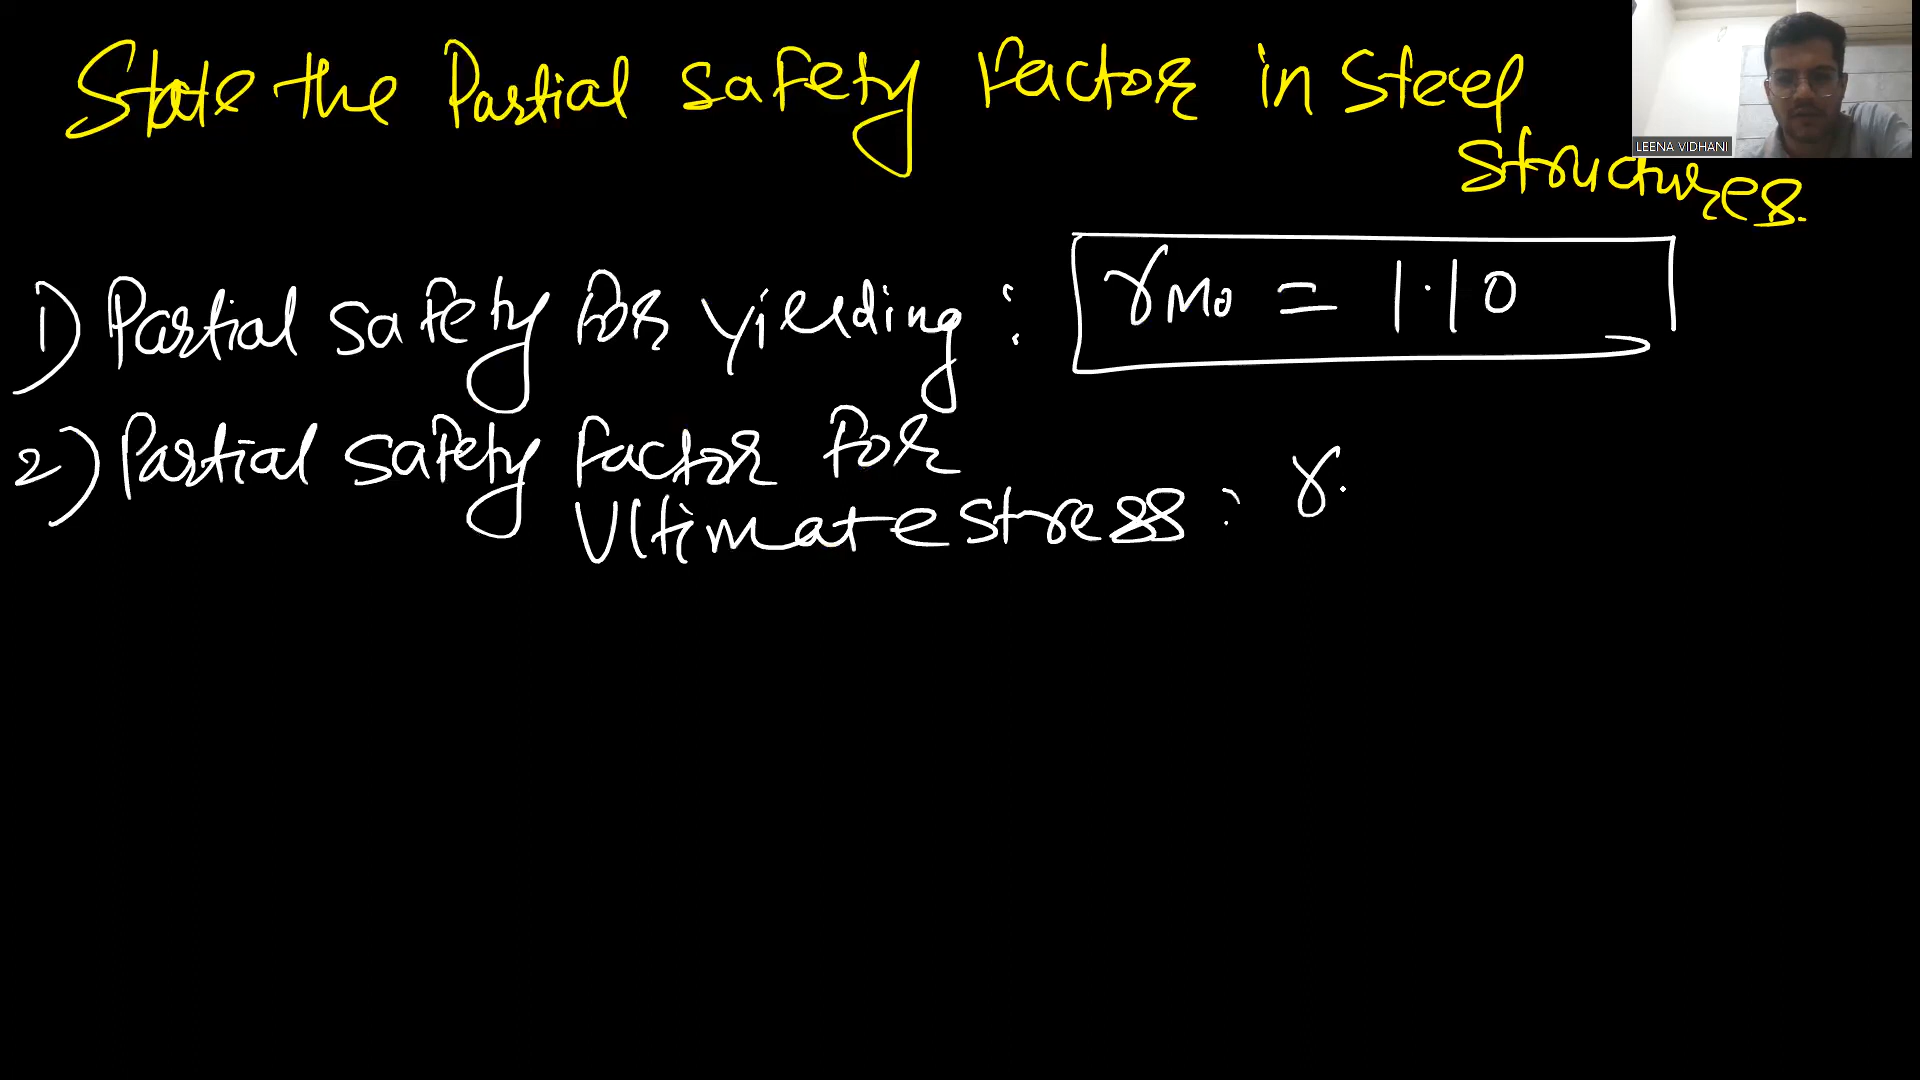 State the Partial safety factor in steel
structures.
LEENA VIDHANI
1) Partial safety for yielding : γM0 = 1.10
2) Partial safety factor for
Ultimate stress : γ.